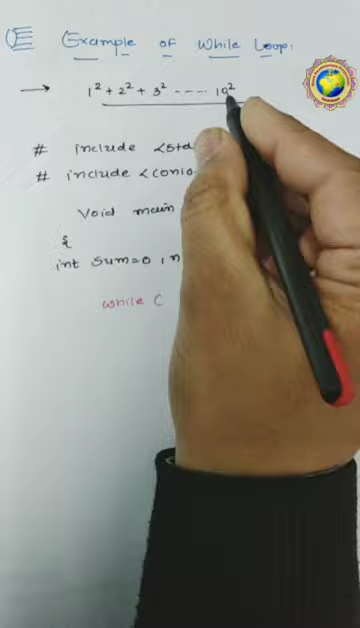 Example of While Loop.
→ 1² + 2² + 3² ---- 10²
# include <std
# include <conio
Void main
{
int sum=0 , n
while (